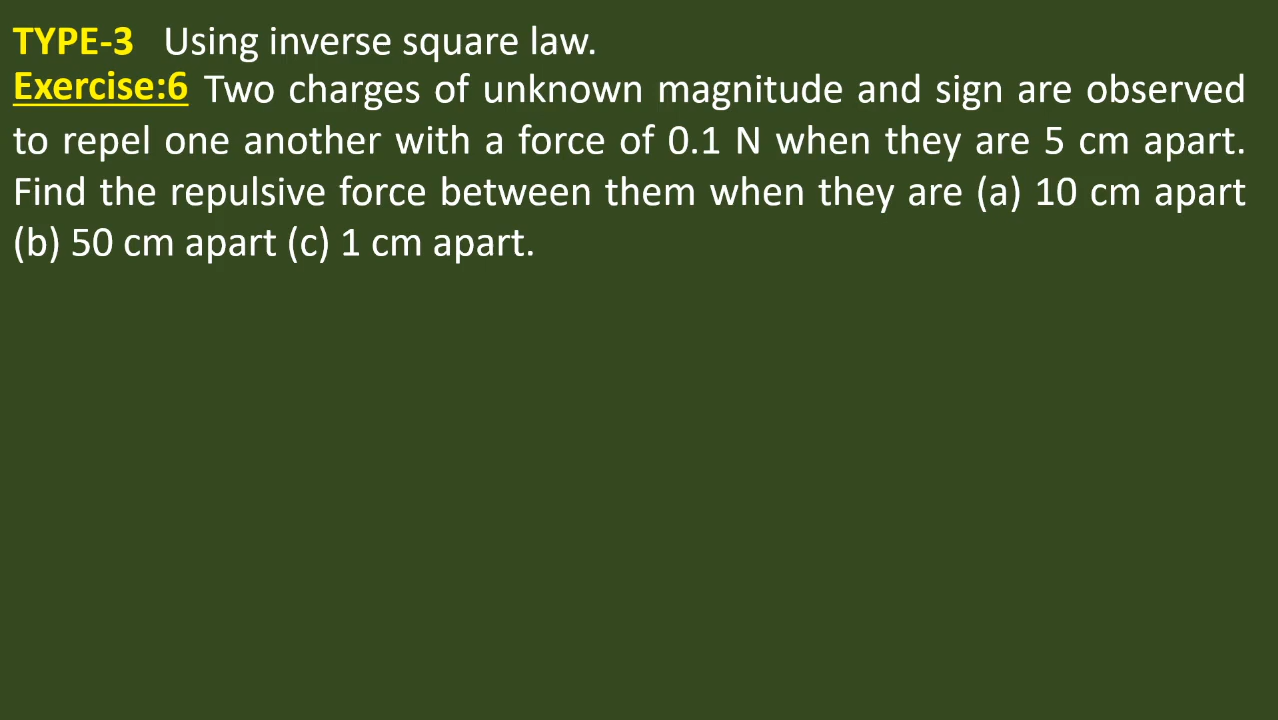 TYPE-3 Using inverse square law.
Exercise:6 Two charges of unknown magnitude and sign are observed
to repel one another with a force of 0.1 N when they are 5 cm apart.
Find the repulsive force between them when they are (a) 10 cm apart
(b) 50 cm apart (c) 1 cm apart.